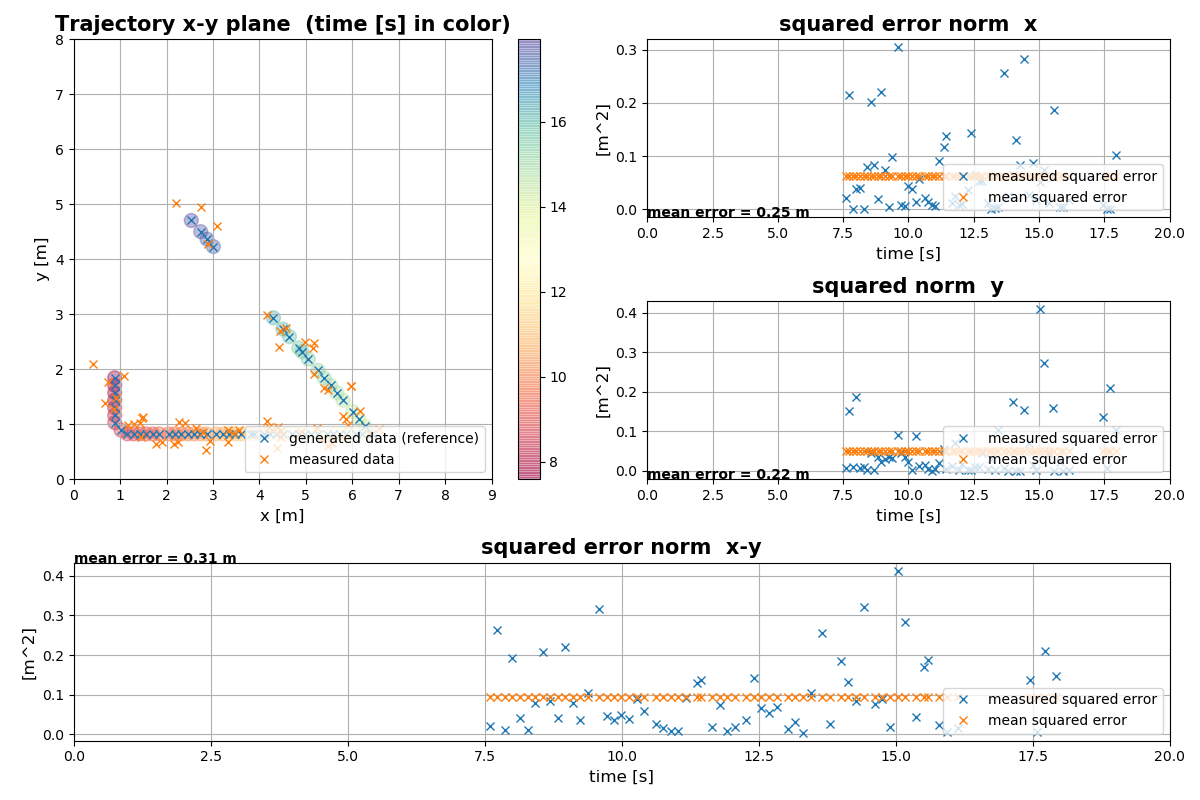 Trajectory x-y plane  (time [s] in color)
8
7
6
5
4
3
2
1
0
y [m]
0 1 2 3 4 5 6 7 8 9
x [m]
generated data (reference)
measured data
16
14
12
10
8
squared error norm  x
0.3
0.2
0.1
0.0
[m^2]
measured squared error
mean squared error
mean error = 0.25 m
0.0 2.5 5.0 7.5 10.0 12.5 15.0 17.5 20.0
time [s]
squared norm  y
0.4
0.3
0.2
0.1
0.0
[m^2]
measured squared error
mean squared error
mean error = 0.22 m
0.0 2.5 5.0 7.5 10.0 12.5 15.0 17.5 20.0
time [s]
squared error norm  x-y
mean error = 0.31 m
0.4
0.3
0.2
0.1
0.0
[m^2]
measured squared error
mean squared error
0.0 2.5 5.0 7.5 10.0 12.5 15.0 17.5 20.0
time [s]